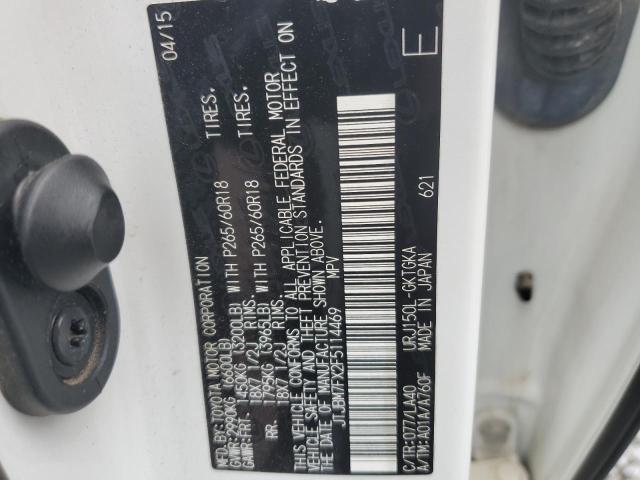 MFD. BY: TOYOTA MOTOR CORPORATION 04/15
GVWR: 2990KG (6600LB)
GAWR: FRT: 1450KG (3200LB) WITH P265/60R18 TIRES.
18X7 1/2J RIMS.
RR. 1795KG (3965LB) WITH P265/60R18 TIRES.
18X7 1/2J RIMS.
THIS VEHICLE CONFORMS TO ALL APPLICABLE FEDERAL MOTOR
VEHICLE SAFETY AND THEFT PREVENTION STANDARDS IN EFFECT ON
THE DATE OF MANUFACTURE SHOWN ABOVE.
JTJBM7FX2F5114469 MPV
621
C/TR: 077/LA40 URJ150L-GKTGKA
A/TM: A01A/A760F MADE IN JAPAN
E